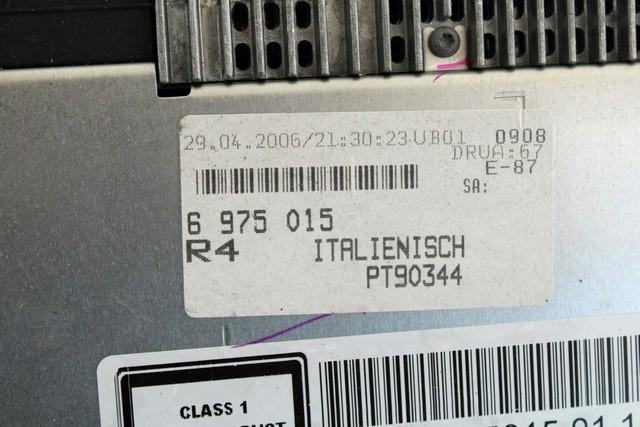 29.04.2006/21:30:23 VB01 0908
DRVA:67
E-87
SA:
6 975 015
R4 ITALIENISCH
PT90344
CLASS 1